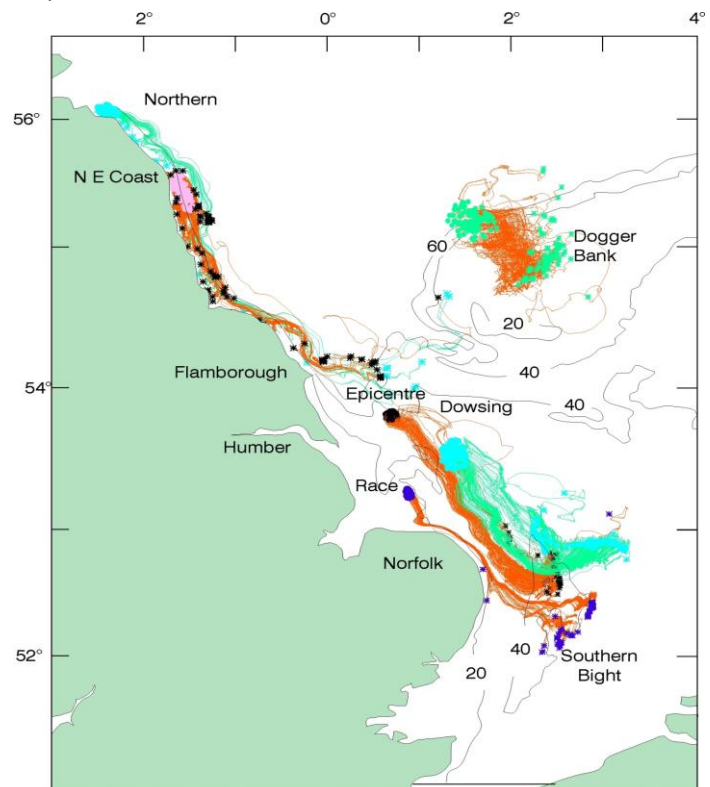 2° 0° 2° 4°
56°
Northern
N E Coast
60
Dogger
Bank
20
40
54°
Flamborough
Epicentre
40
Dowsing
Humber
Race
Norfolk
52°
20
40
Southern
Bight